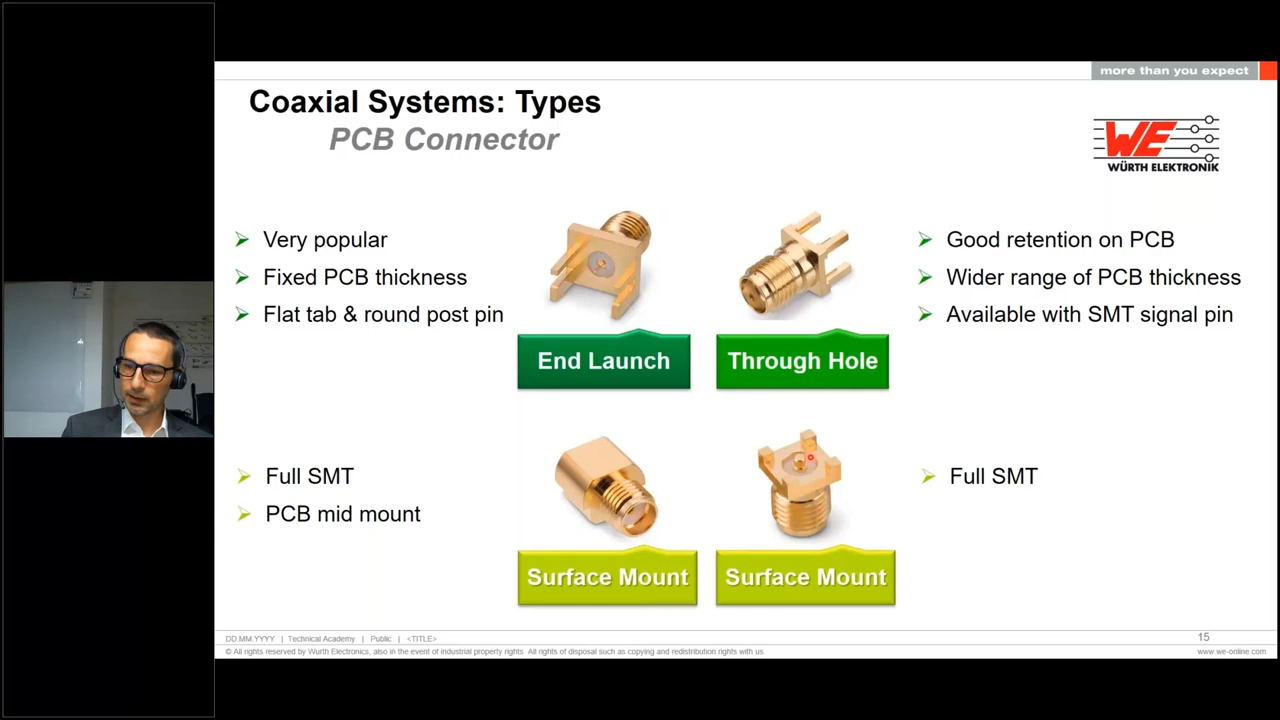 more than you expect
Coaxial Systems: Types
PCB Connector
WE
WÜRTH ELEKTRONIK
Very popular
Fixed PCB thickness
Flat tab & round post pin
End Launch
Through Hole
Good retention on PCB
Wider range of PCB thickness
Available with SMT signal pin
Full SMT
PCB mid mount
Surface Mount
Surface Mount
Full SMT
DD.MM.YYYY | Technical Academy | Public | <TITLE>
15
© All rights reserved by Wurth Electronics, also in the event of industrial property rights. All rights of disposal such as copying and redistribution rights with us.
www.we-online.com